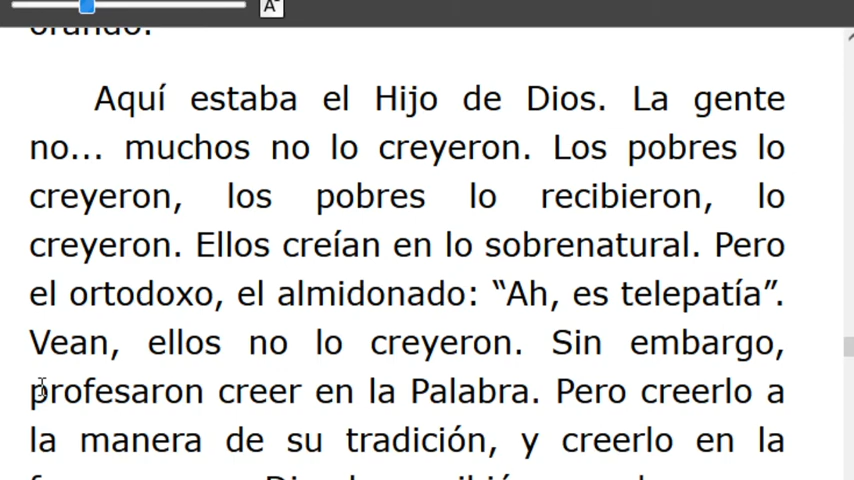 orando.
Aquí estaba el Hijo de Dios. La gente
no... muchos no lo creyeron. Los pobres lo
creyeron, los pobres lo recibieron, lo
creyeron. Ellos creían en lo sobrenatural. Pero
el ortodoxo, el almidonado: “Ah, es telepatía”.
Vean, ellos no lo creyeron. Sin embargo,
profesaron creer en la Palabra. Pero creerlo a
la manera de su tradición, y creerlo en la